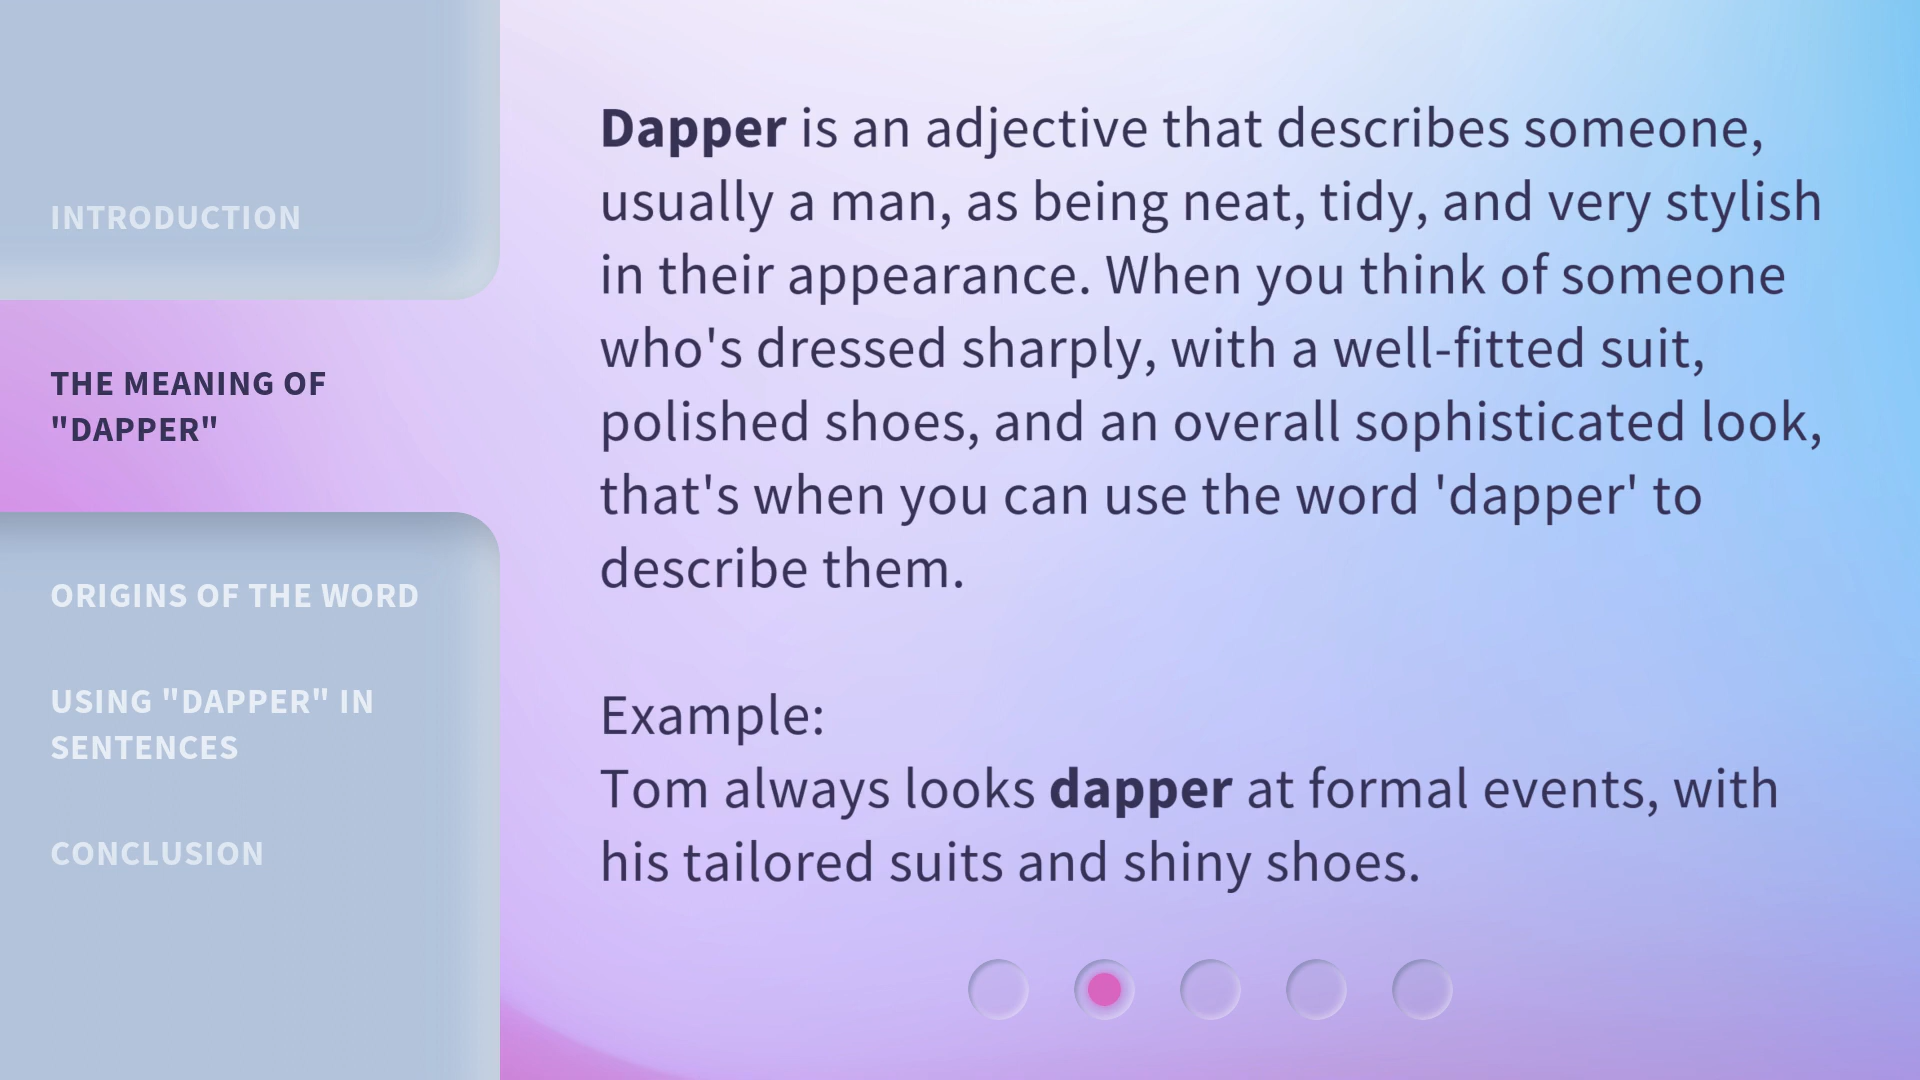 INTRODUCTION
THE MEANING OF
"DAPPER"
ORIGINS OF THE WORD
USING "DAPPER" IN
SENTENCES
CONCLUSION
Dapper is an adjective that describes someone,
usually a man, as being neat, tidy, and very stylish
in their appearance. When you think of someone
who's dressed sharply, with a well-fitted suit,
polished shoes, and an overall sophisticated look,
that's when you can use the word 'dapper' to
describe them.
Example:
Tom always looks dapper at formal events, with
his tailored suits and shiny shoes.